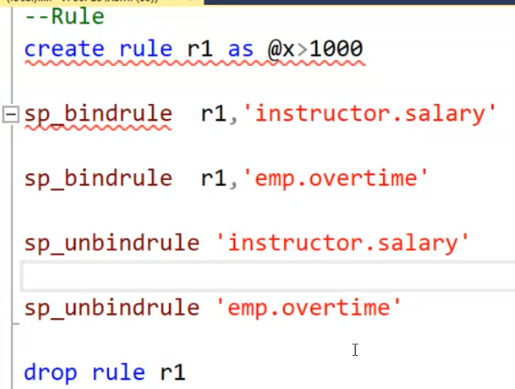 --Rule
create rule r1 as @x>1000
sp_bindrule  r1,'instructor.salary'
sp_bindrule  r1,'emp.overtime'
sp_unbindrule 'instructor.salary'
sp_unbindrule 'emp.overtime'
drop rule r1